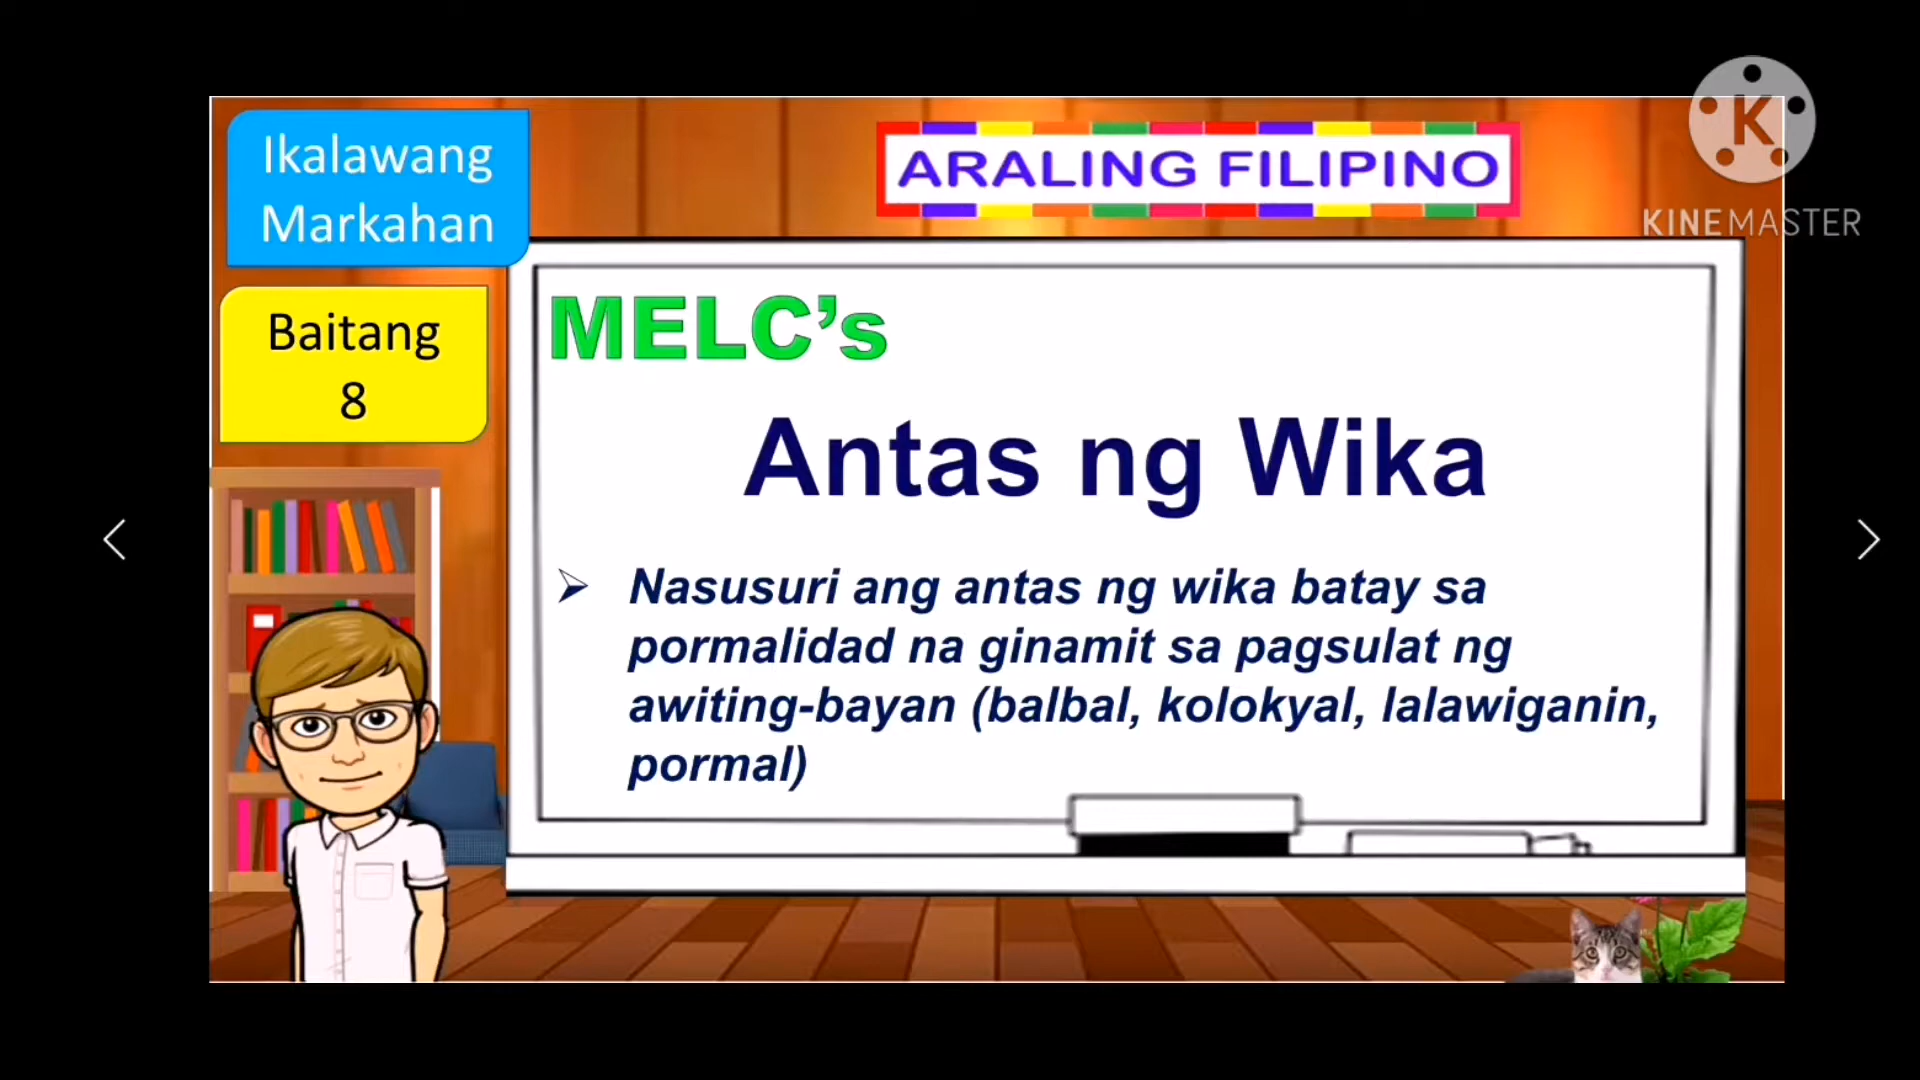 Ikalawang
Markahan
ARALING FILIPINO
K
KINEMASTER
Baitang
8
MELC's
Antas ng Wika
Nasusuri ang antas ng wika batay sa
pormalidad na ginamit sa pagsulat ng
awiting-bayan (balbal, kolokyal, lalawiganin,
pormal)